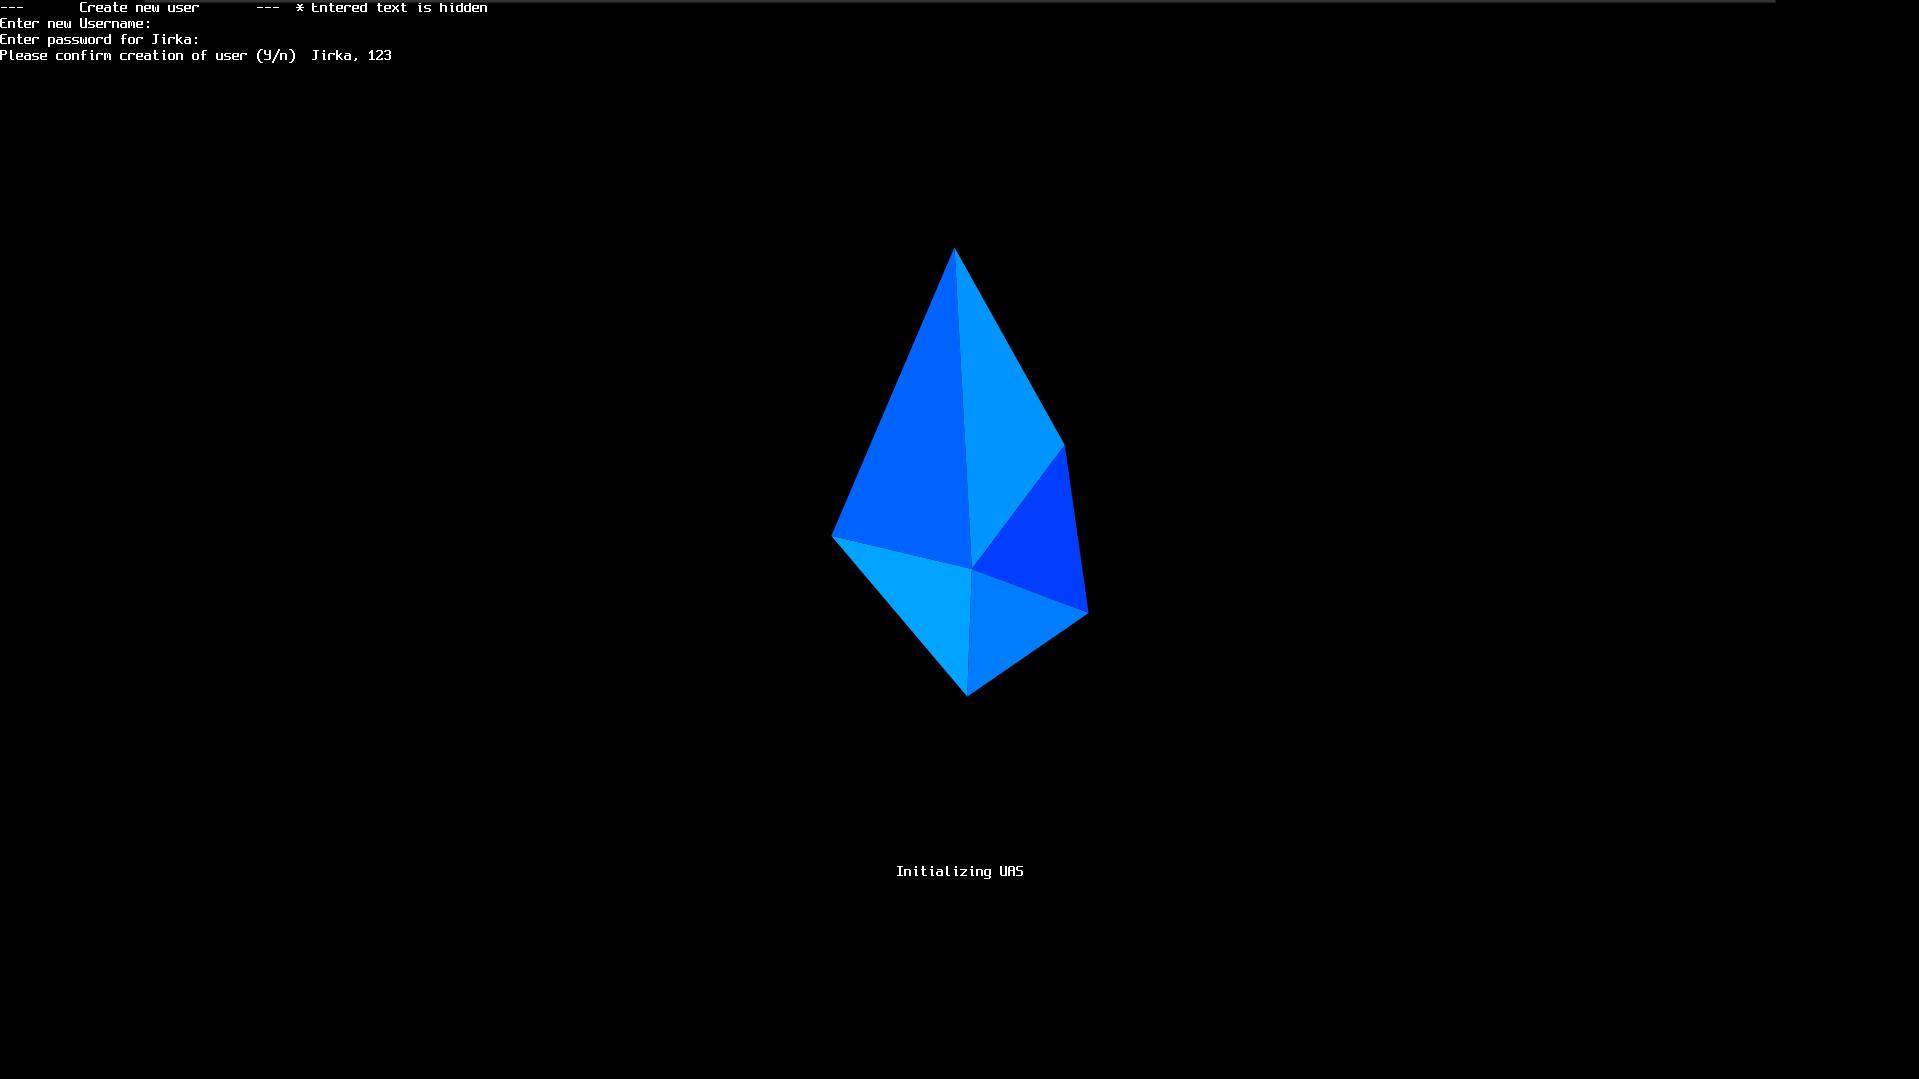 ---       Create new user       ---  * Entered text is hidden
Enter new Username:
Enter password for Jirka:
Please confirm creation of user (Y/n)  Jirka, 123
Initializing UAS